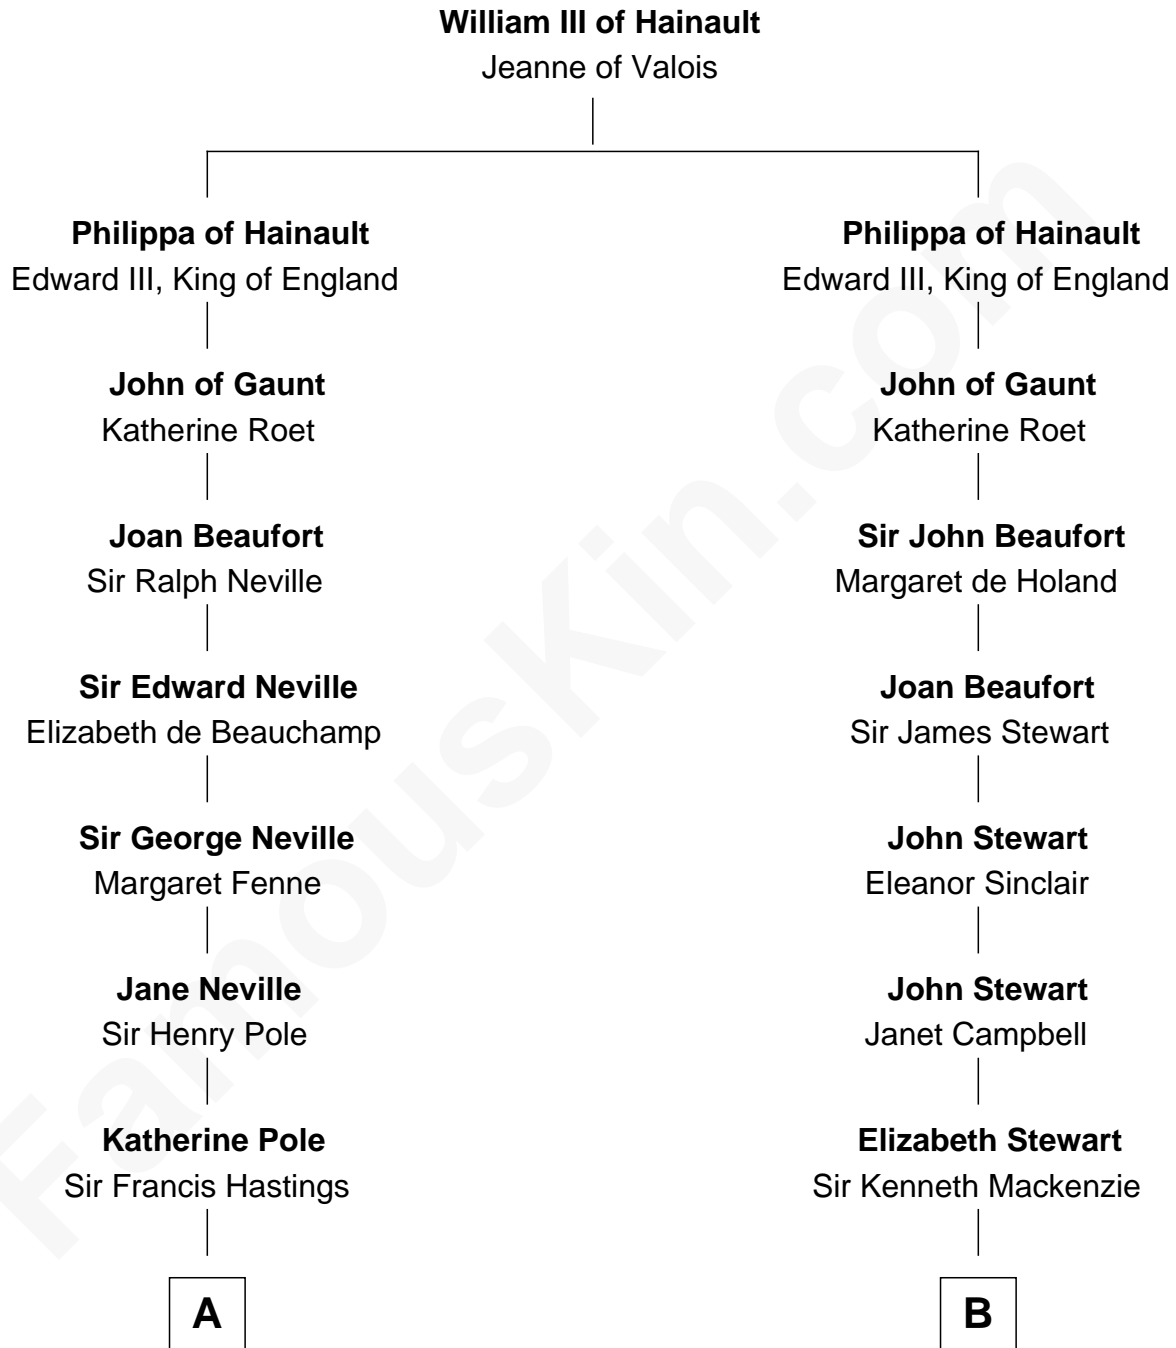 William III of Hainault
Jeanne of Valois
Philippa of Hainault
Edward III, King of England
John of Gaunt
Katherine Roet
Joan Beaufort
Sir Ralph Neville
Sir Edward Neville
Elizabeth de Beauchamp
Sir George Neville
Margaret Fenne
Jane Neville
Sir Henry Pole
Katherine Pole
Sir Francis Hastings
A
Philippa of Hainault
Edward III, King of England
John of Gaunt
Katherine Roet
Sir John Beaufort
Margaret de Holand
Joan Beaufort
Sir James Stewart
John Stewart
Eleanor Sinclair
John Stewart
Janet Campbell
Elizabeth Stewart
Sir Kenneth Mackenzie
B
FamousKin.com